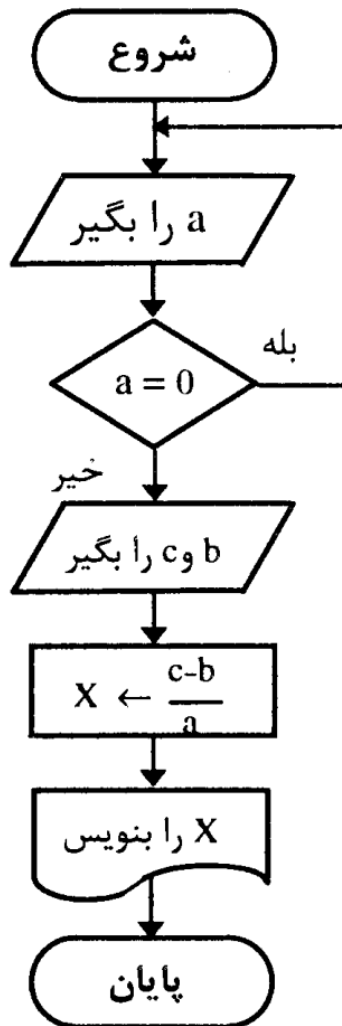 شروع
a را بگیر
a = 0
بله
خیر
b و c را بگیر
X ← c-b / a
X را بنویس
پایان